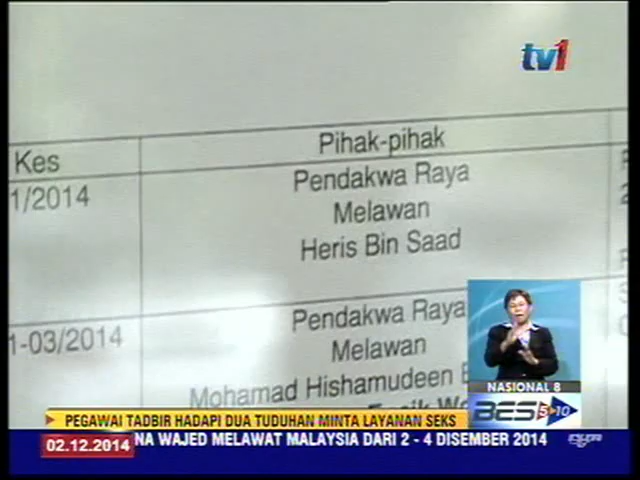 tv1
Kes
Pihak-pihak
1/2014
Pendakwa Raya
Melawan
Heris Bin Saad
1-03/2014
Pendakwa Raya
Melawan
Mohamad Hishamudeen
NASIONAL 8
5 10
PEGAWAI TADBIR HADAPI DUA TUDUHAN MINTA LAYANAN SEKS
02.12.2014
NA WAJED MELAWAT MALAYSIA DARI 2 - 4 DISEMBER 2014